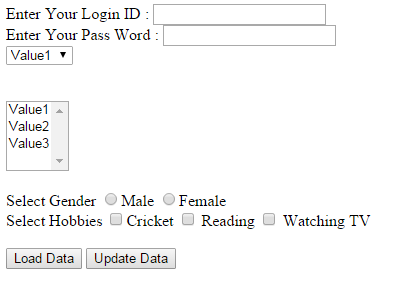 Enter Your Login ID :
Enter Your Pass Word :
Value1
Value1
Value2
Value3
Select Gender Male Female
Select Hobbies Cricket Reading Watching TV
Load Data Update Data